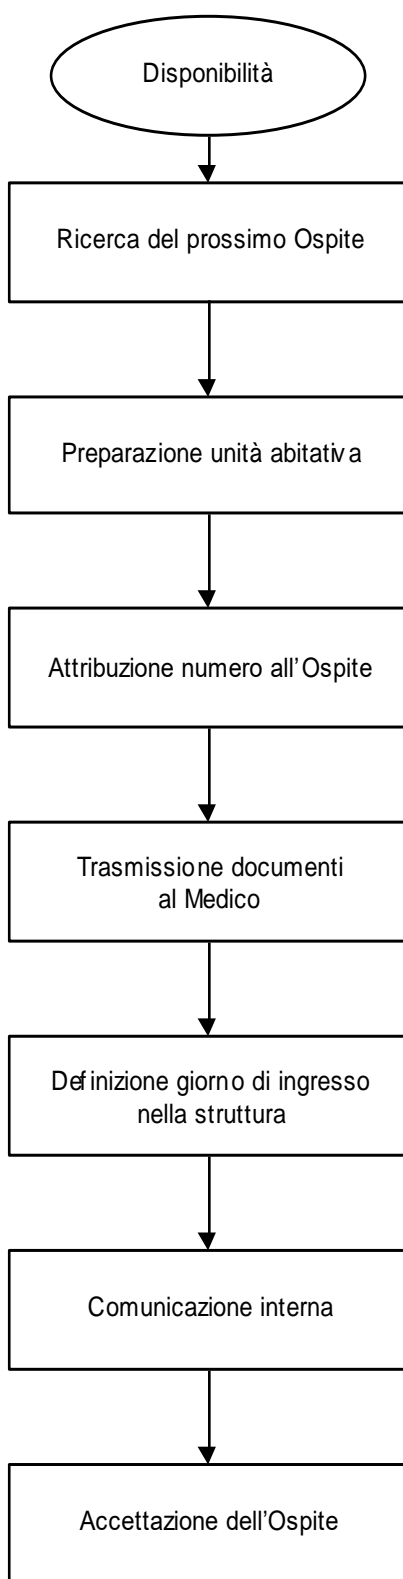 Disponibilità
Ricerca del prossimo Ospite
Preparazione unità abitativa
Attribuzione numero all’Ospite
Trasmissione documenti
al Medico
Definizione giorno di ingresso
nella struttura
Comunicazione interna
Accettazione dell’Ospite